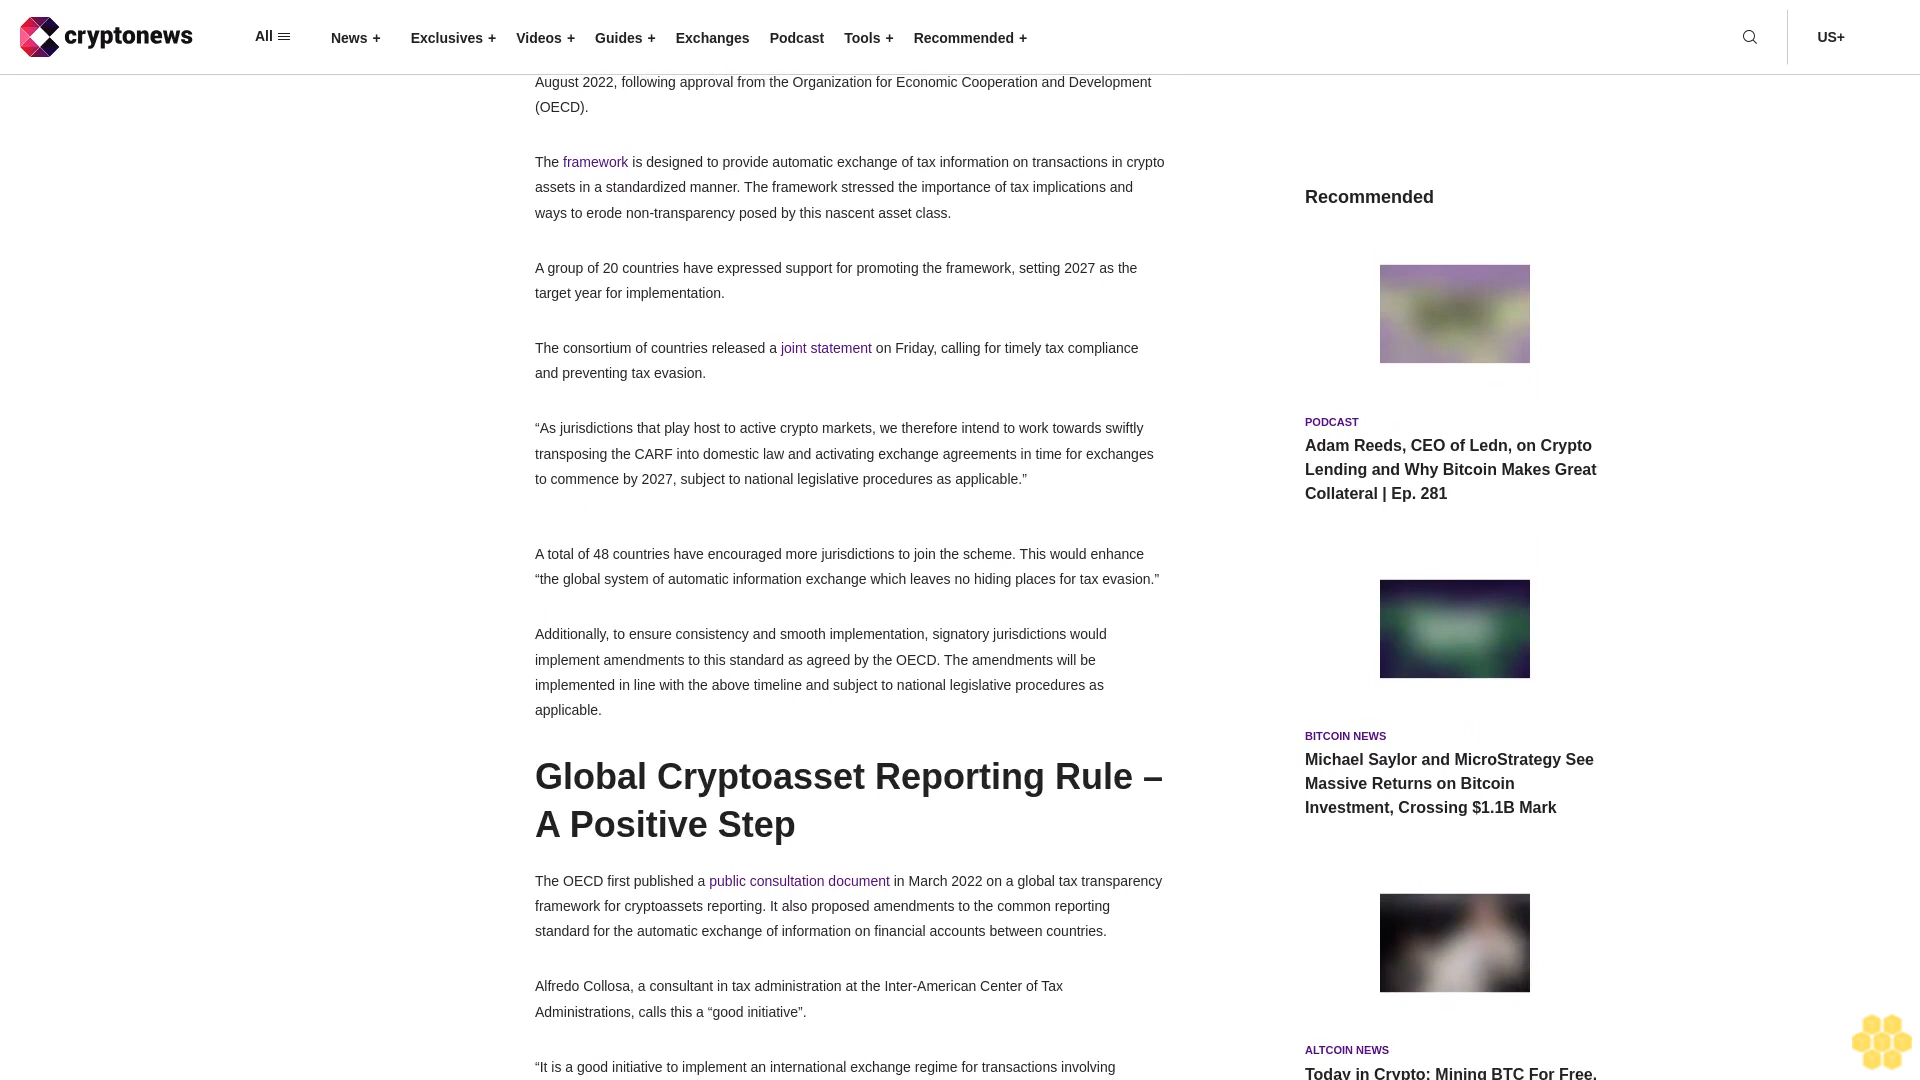 cryptonews
All
News +
Exclusives +
Videos +
Guides +
Exchanges
Podcast
Tools +
Recommended +
US+
August 2022, following approval from the Organization for Economic Cooperation and Development
(OECD).
The framework is designed to provide automatic exchange of tax information on transactions in crypto
assets in a standardized manner. The framework stressed the importance of tax implications and
ways to erode non-transparency posed by this nascent asset class.
A group of 20 countries have expressed support for promoting the framework, setting 2027 as the
target year for implementation.
The consortium of countries released a joint statement on Friday, calling for timely tax compliance
and preventing tax evasion.
“As jurisdictions that play host to active crypto markets, we therefore intend to work towards swiftly
transposing the CARF into domestic law and activating exchange agreements in time for exchanges
to commence by 2027, subject to national legislative procedures as applicable.”
A total of 48 countries have encouraged more jurisdictions to join the scheme. This would enhance
“the global system of automatic information exchange which leaves no hiding places for tax evasion.”
Additionally, to ensure consistency and smooth implementation, signatory jurisdictions would
implement amendments to this standard as agreed by the OECD. The amendments will be
implemented in line with the above timeline and subject to national legislative procedures as
applicable.
Global Cryptoasset Reporting Rule –
A Positive Step
The OECD first published a public consultation document in March 2022 on a global tax transparency
framework for cryptoassets reporting. It also proposed amendments to the common reporting
standard for the automatic exchange of information on financial accounts between countries.
Alfredo Collosa, a consultant in tax administration at the Inter-American Center of Tax
Administrations, calls this a “good initiative”.
“It is a good initiative to implement an international exchange regime for transactions involving
Recommended
PODCAST
Adam Reeds, CEO of Ledn, on Crypto
Lending and Why Bitcoin Makes Great
Collateral | Ep. 281
BITCOIN NEWS
Michael Saylor and MicroStrategy See
Massive Returns on Bitcoin
Investment, Crossing $1.1B Mark
ALTCOIN NEWS
Today in Crypto: Mining BTC For Free,